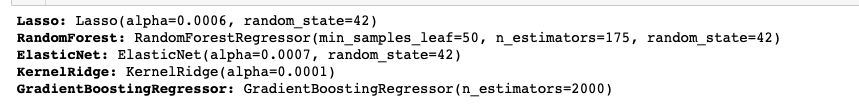 Lasso: Lasso(alpha=0.0006, random_state=42)
RandomForest: RandomForestRegressor(min_samples_leaf=50, n_estimators=175, random_state=42)
ElasticNet: ElasticNet(alpha=0.0007, random_state=42)
KernelRidge: KernelRidge(alpha=0.0001)
GradientBoostingRegressor: GradientBoostingRegressor(n_estimators=2000)